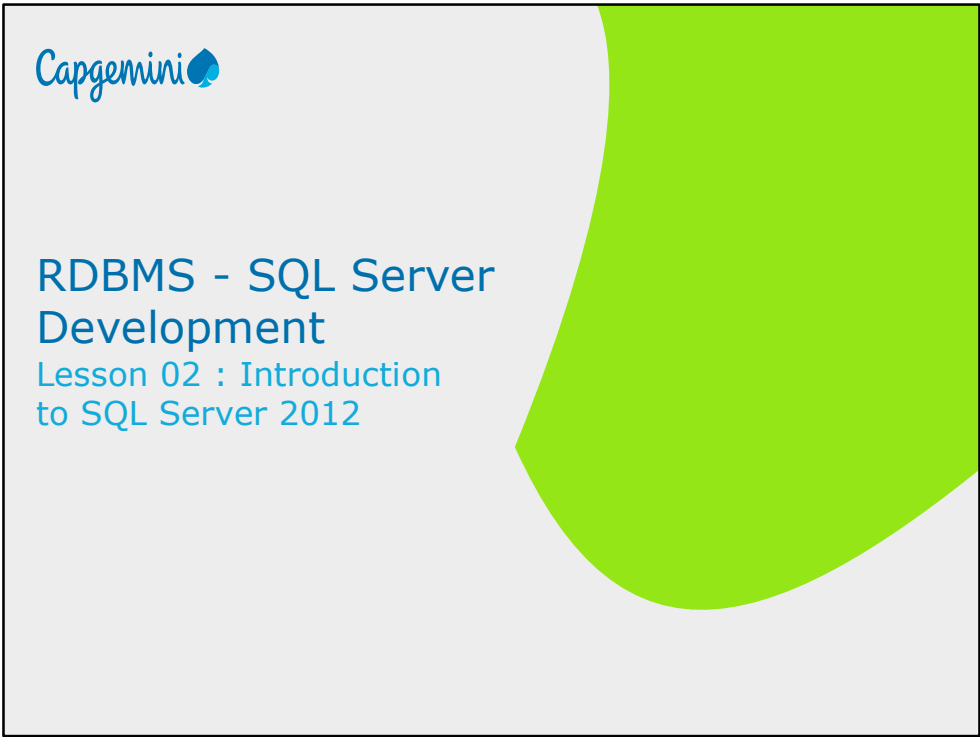 Capgemini
RDBMS - SQL Server
Development
Lesson 02 : Introduction
to SQL Server 2012